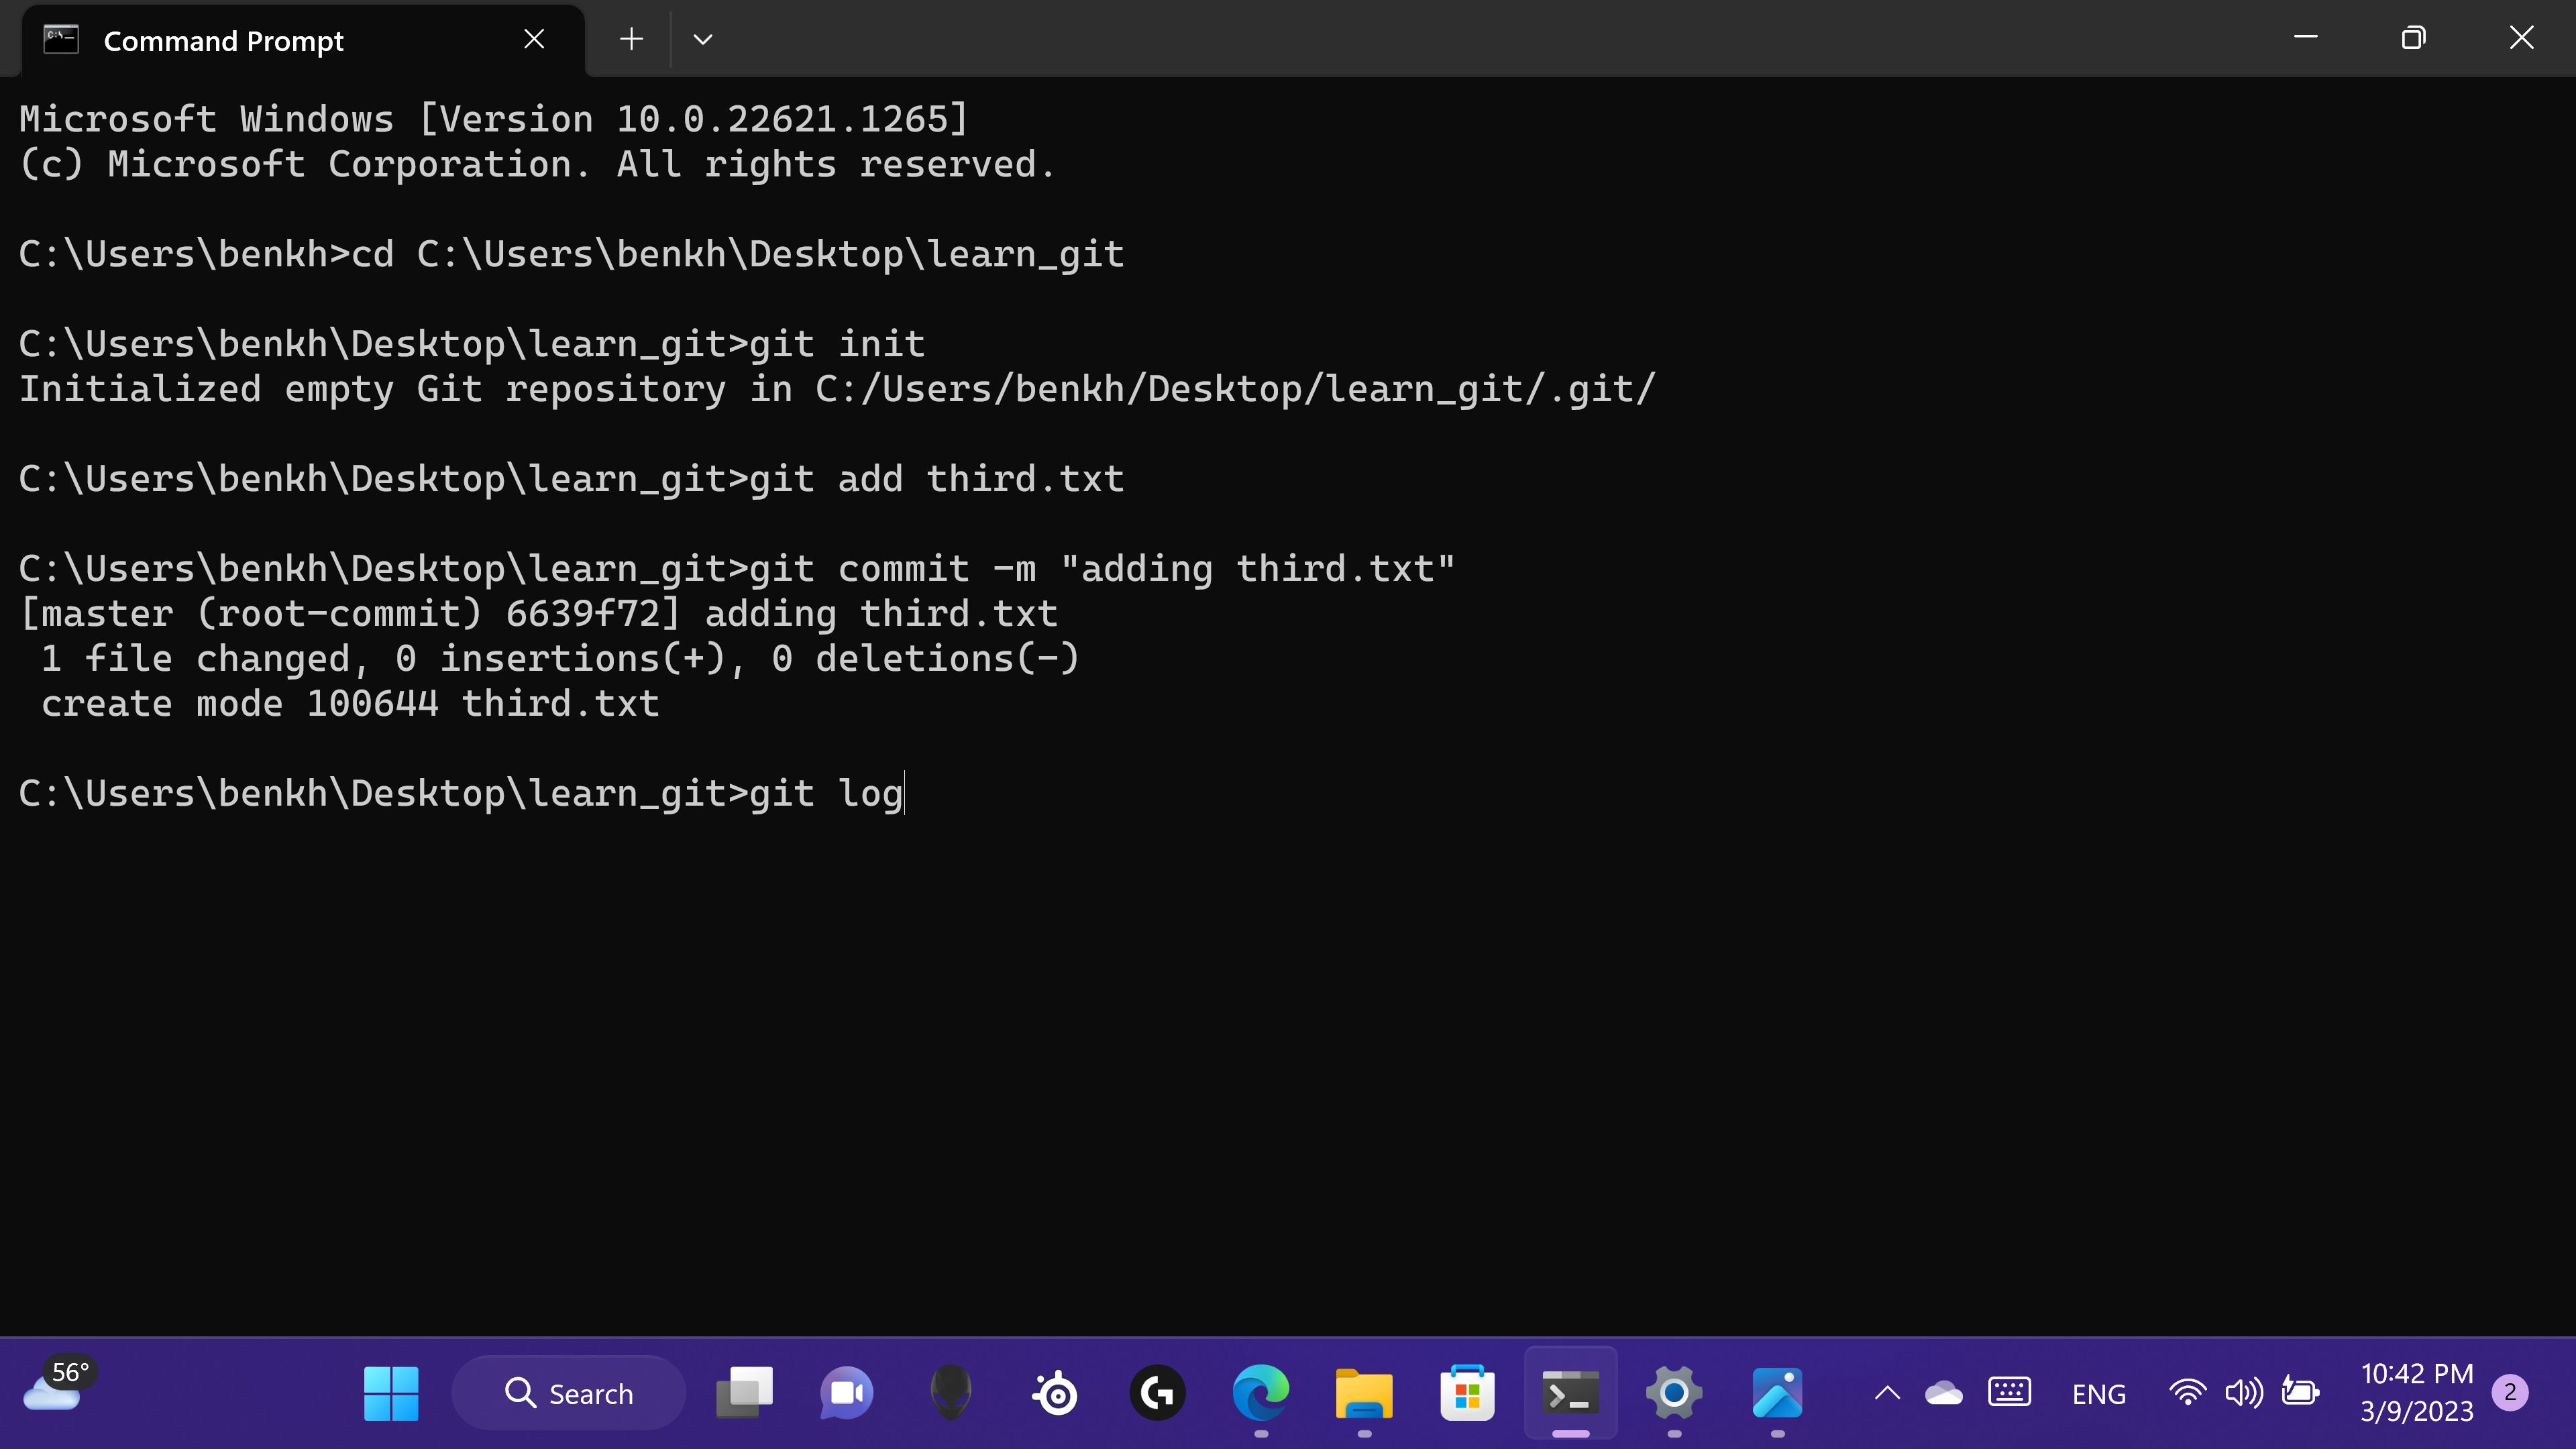 Command Prompt
Microsoft Windows [Version 10.0.22621.1265]
(c) Microsoft Corporation. All rights reserved.
C:\Users\benkh>cd C:\Users\benkh\Desktop\learn_git
C:\Users\benkh\Desktop\learn_git>git init
Initialized empty Git repository in C:/Users/benkh/Desktop/learn_git/.git/
C:\Users\benkh\Desktop\learn_git>git add third.txt
C:\Users\benkh\Desktop\learn_git>git commit -m "adding third.txt"
[master (root-commit) 6639f72] adding third.txt
 1 file changed, 0 insertions(+), 0 deletions(-)
 create mode 100644 third.txt
C:\Users\benkh\Desktop\learn_git>git log
56°
Search
ENG
10:42 PM
3/9/2023
2